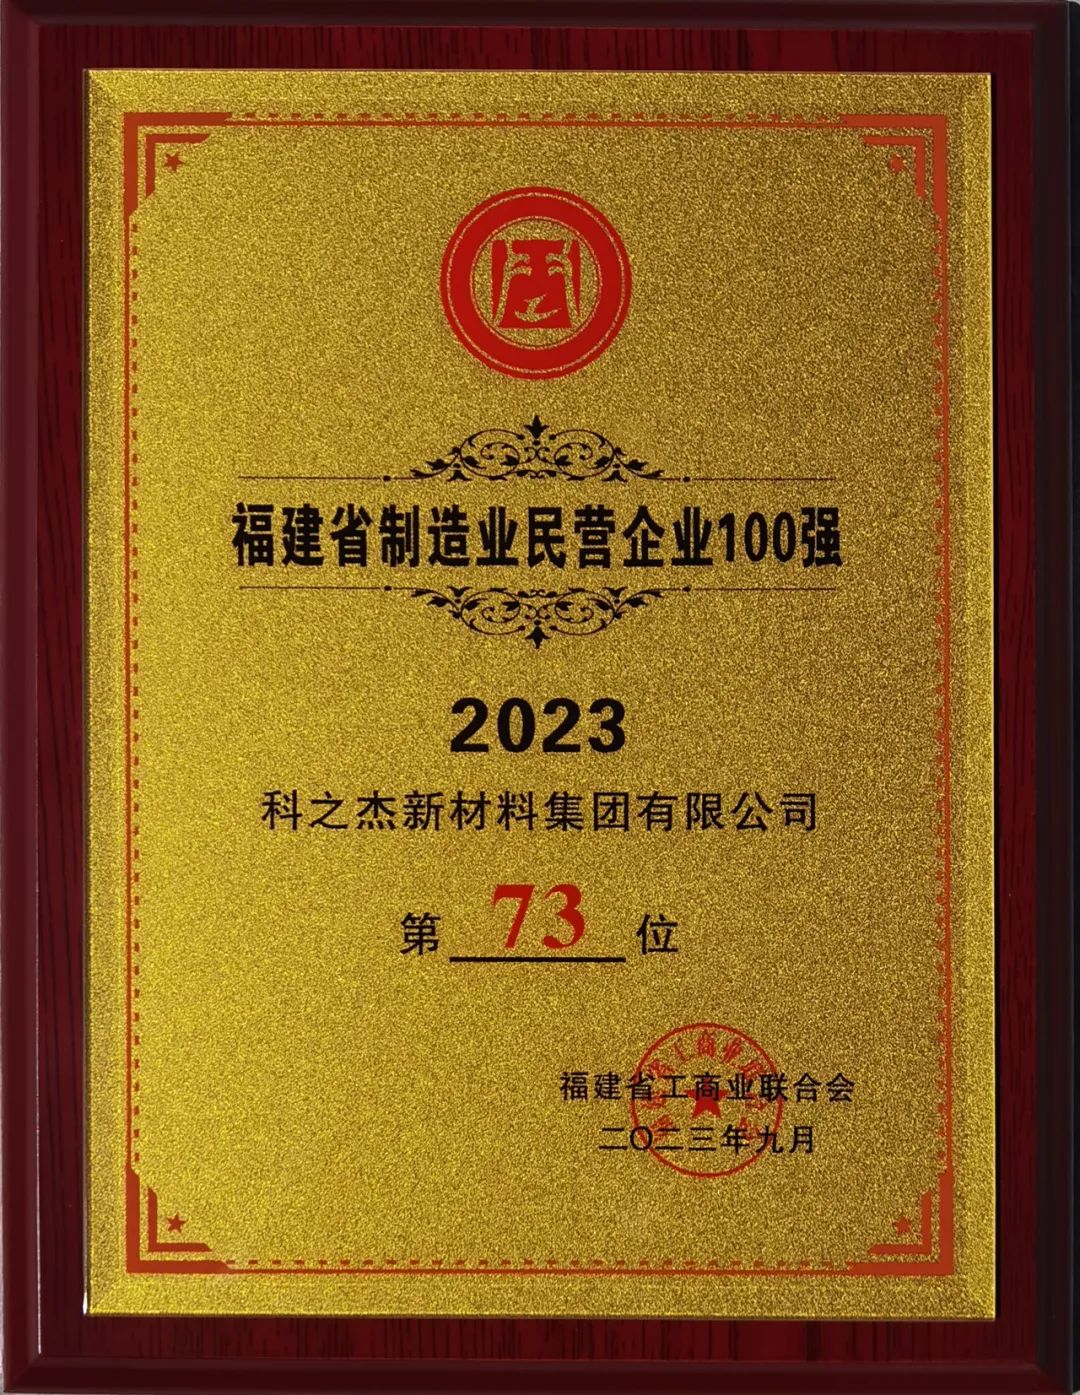 福建省制造业民营企业100强
2023
科之杰新材料集团有限公司
第 73 位
福建省工商业联合会
二〇二三年九月